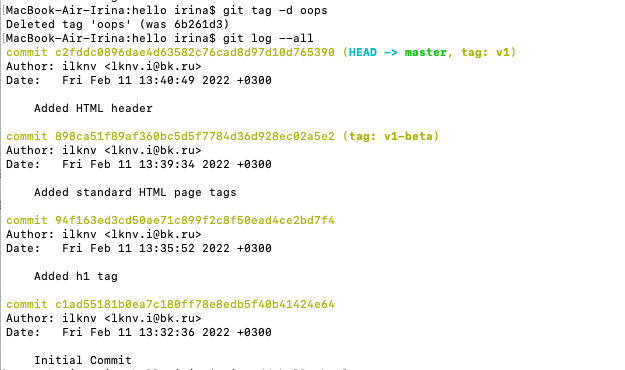 MacBook-Air-Irina:hello irina$ git tag -d oops
Deleted tag 'oops' (was 6b261d3)
MacBook-Air-Irina:hello irina$ git log --all
commit c2fddc0896dae4d63582c76cad8d97d10d765390 (HEAD -> master, tag: v1)
Author: ilknv <lknv.i@bk.ru>
Date:   Fri Feb 11 13:40:49 2022 +0300
Added HTML header
commit 898ca51f89af360bc5d5f7784d36d928ec02a5e2 (tag: v1-beta)
Author: ilknv <lknv.i@bk.ru>
Date:   Fri Feb 11 13:39:34 2022 +0300
Added standard HTML page tags
commit 94f163ed3cd50ae71c899f2c8f50ead4ce2bd7f4
Author: ilknv <lknv.i@bk.ru>
Date:   Fri Feb 11 13:35:52 2022 +0300
Added h1 tag
commit c1ad55181b0ea7c180ff78e8edb5f40b41424e64
Author: ilknv <lknv.i@bk.ru>
Date:   Fri Feb 11 13:32:36 2022 +0300
Initial Commit